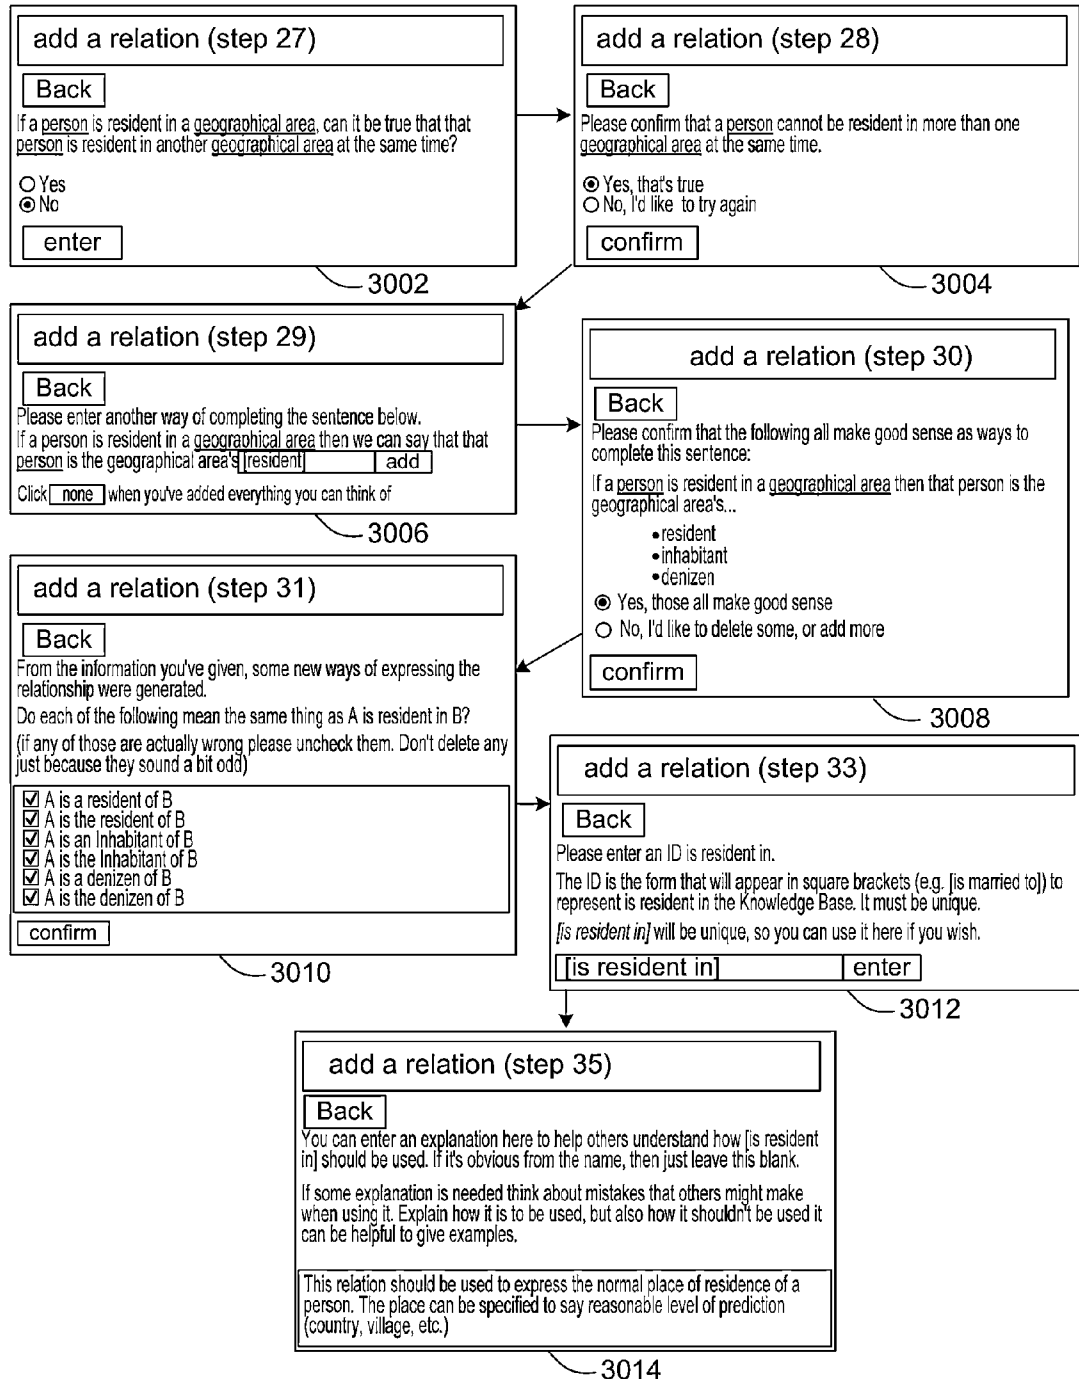 add a relation (step 27)
Back
If a person is resident in a geographical area, can it be true that that
person is resident in another geographical area at the same time?
Yes
No
enter
3002
add a relation (step 28)
Back
Please confirm that a person cannot be resident in more than one
geographical area at the same time.
Yes, that's true
No, I'd like to try again
confirm
3004
add a relation (step 29)
Back
Please enter another way of completing the sentence below.
If a person is resident in a geographical area then we can say that that
person is the geographical area's [resident] add
Click none when you've added everything you can think of
3006
add a relation (step 30)
Back
Please confirm that the following all make good sense as ways to
complete this sentence:
If a person is resident in a geographical area then that person is the
geographical area's...
• resident
• inhabitant
• denizen
Yes, those all make good sense
No, I'd like to delete some, or add more
confirm
3008
add a relation (step 31)
Back
From the information you've given, some new ways of expressing the
relationship were generated.
Do each of the following mean the same thing as A is resident in B?
(if any of those are actually wrong please uncheck them. Don't delete any
just because they sound a bit odd)
A is a resident of B
A is the resident of B
A is an Inhabitant of B
A is the Inhabitant of B
A is a denizen of B
A is the denizen of B
confirm
3010
add a relation (step 33)
Back
Please enter an ID is resident in.
The ID is the form that will appear in square brackets (e.g. [is married to]) to
represent is resident in the Knowledge Base. It must be unique.
[is resident in] will be unique, so you can use it here if you wish.
[is resident in] enter
3012
add a relation (step 35)
Back
You can enter an explanation here to help others understand how [is resident
in] should be used. If it's obvious from the name, then just leave this blank.
If some explanation is needed think about mistakes that others might make
when using it. Explain how it is to be used, but also how it shouldn't be used it
can be helpful to give examples.
This relation should be used to express the normal place of residence of a
person. The place can be specified to say reasonable level of prediction
(country, village, etc.)
3014